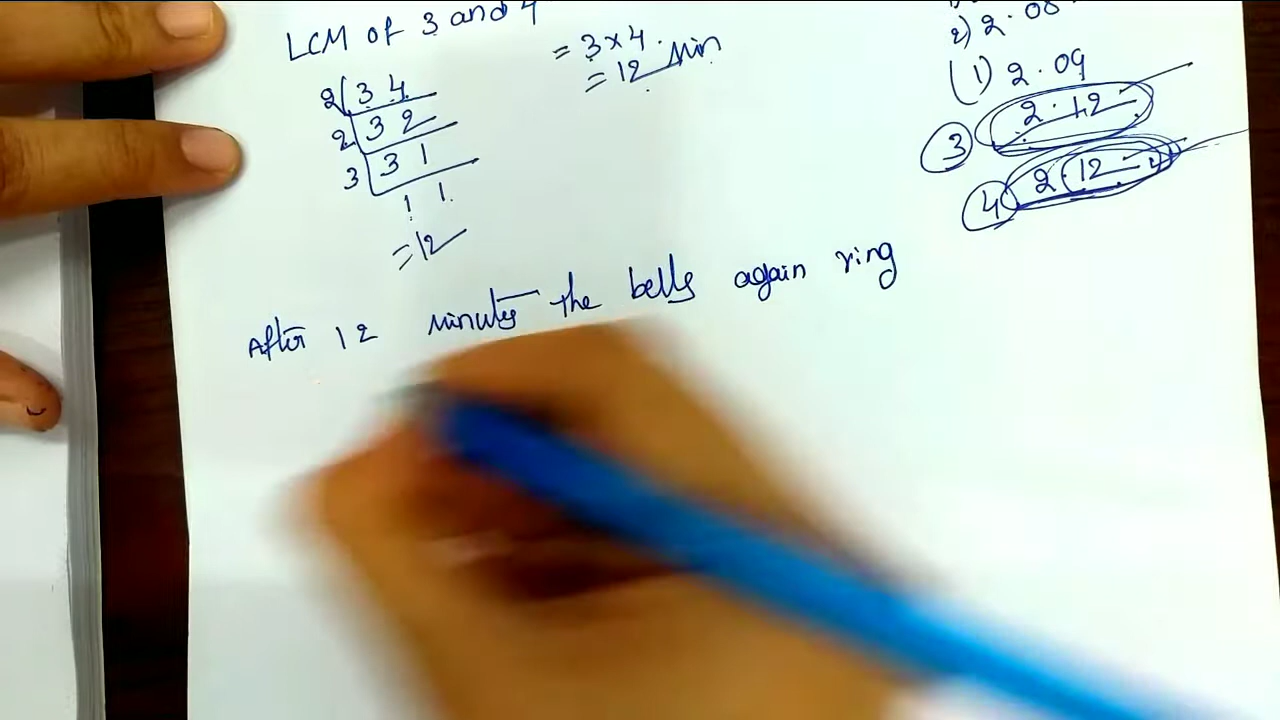 LCM of 3 and 4
2 3 4
2 3 2
3 3 1
1 1
= 12
= 3 x 4
= 12 Min
2) 2.08
(1) 2.09
3 2.12
4 2.12
After 12 minutes the bells again ring